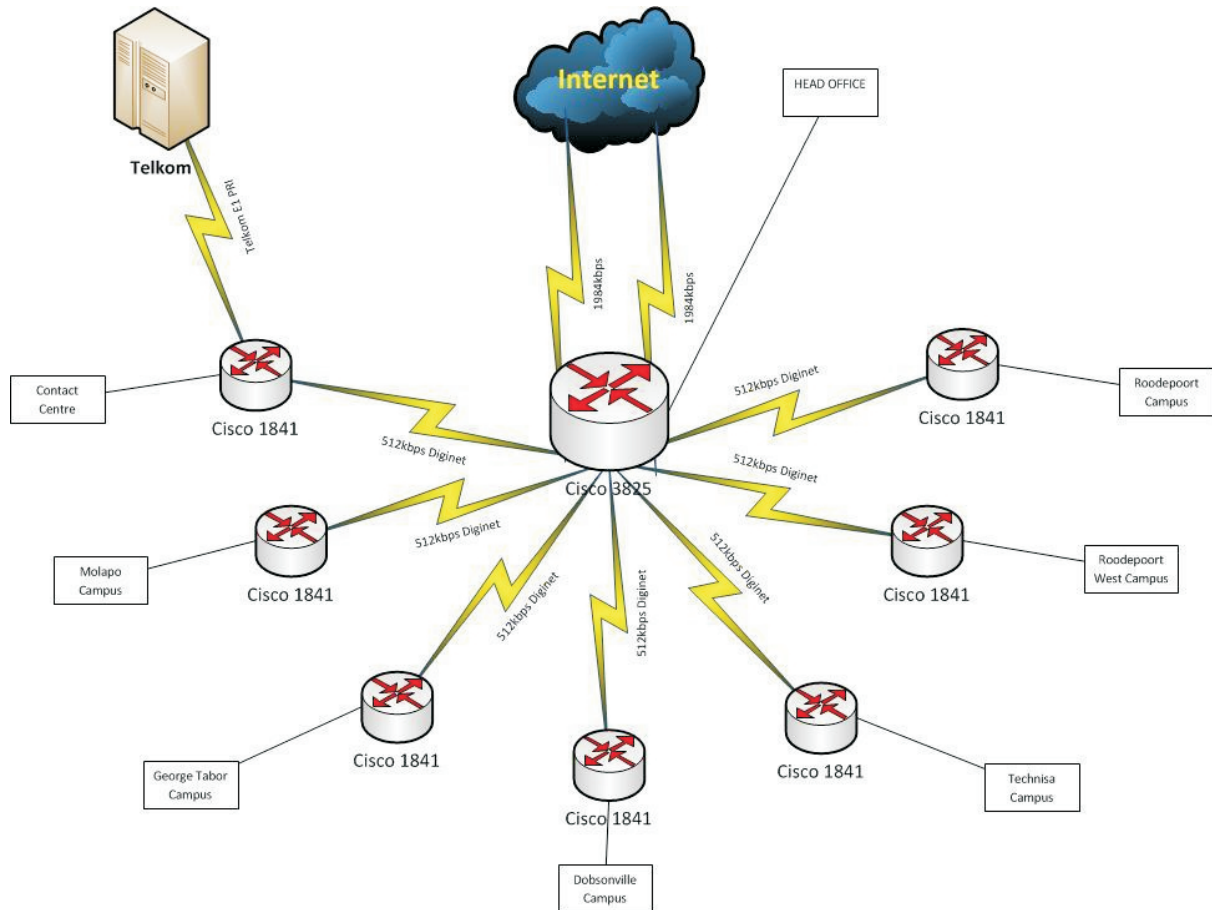 Internet
HEAD OFFICE
Telkom
Telkom E1 PRI
1984kbps
1984kbps
Contact
Centre
Cisco 1841
512kbps Diginet
512kbps Diginet
Roodepoort
Campus
Cisco 1841
Cisco 3825
512kbps Diginet
Molapo
Campus
Cisco 1841
512kbps Diginet
Roodepoort
West Campus
Cisco 1841
512kbps Diginet
512kbps Diginet
512kbps Diginet
George Tabor
Campus
Cisco 1841
Cisco 1841
Technisa
Campus
Cisco 1841
Dobsonville
Campus